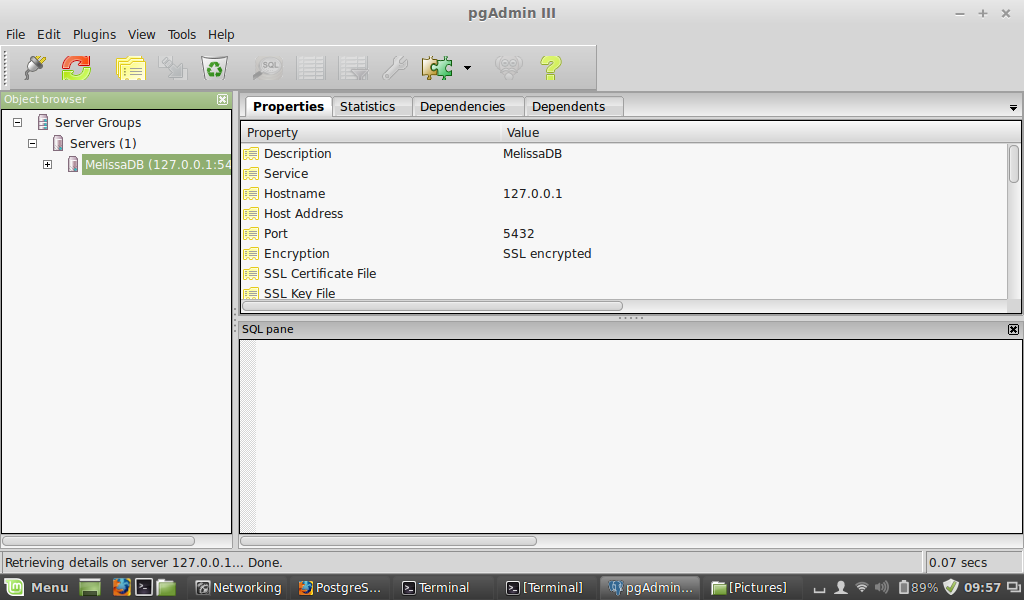 pgAdmin III
File Edit Plugins View Tools Help
SQL
Object browser
Server Groups
Servers (1)
MelissaDB (127.0.0.1:54
Properties Statistics Dependencies Dependents
Property Value
Description MelissaDB
Service
Hostname 127.0.0.1
Host Address
Port 5432
Encryption SSL encrypted
SSL Certificate File
SSL Key File
SQL pane
Retrieving details on server 127.0.0.1... Done. 0.07 secs
Menu Networking PostgreS... Terminal [Terminal] pgAdmin... [Pictures] 89% 09:57